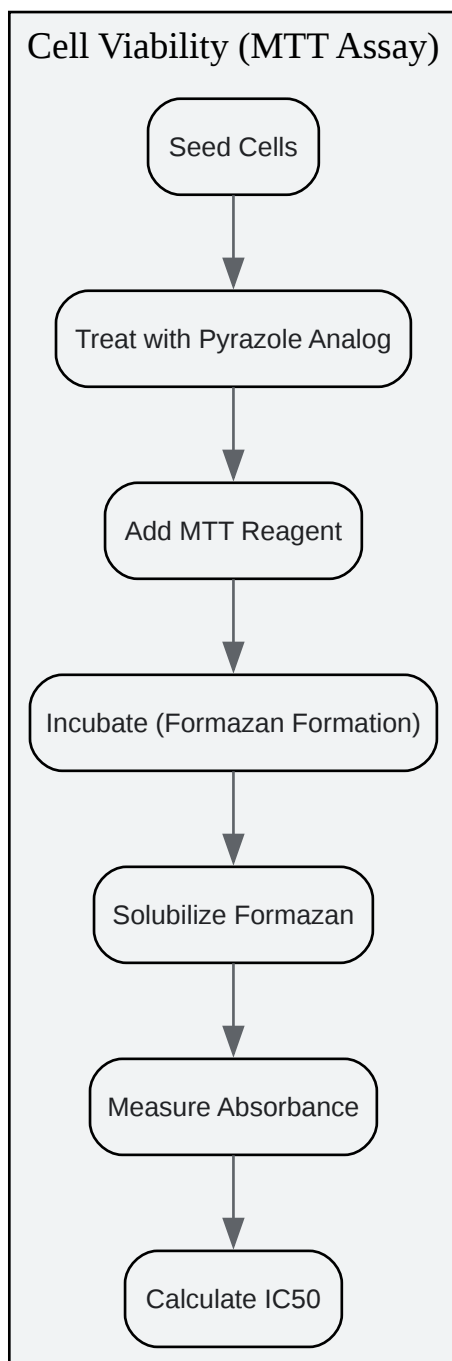 Cell Viability (MTT Assay)
Seed Cells
Treat with Pyrazole Analog
Add MTT Reagent
Incubate (Formazan Formation)
Solubilize Formazan
Measure Absorbance
Calculate IC50